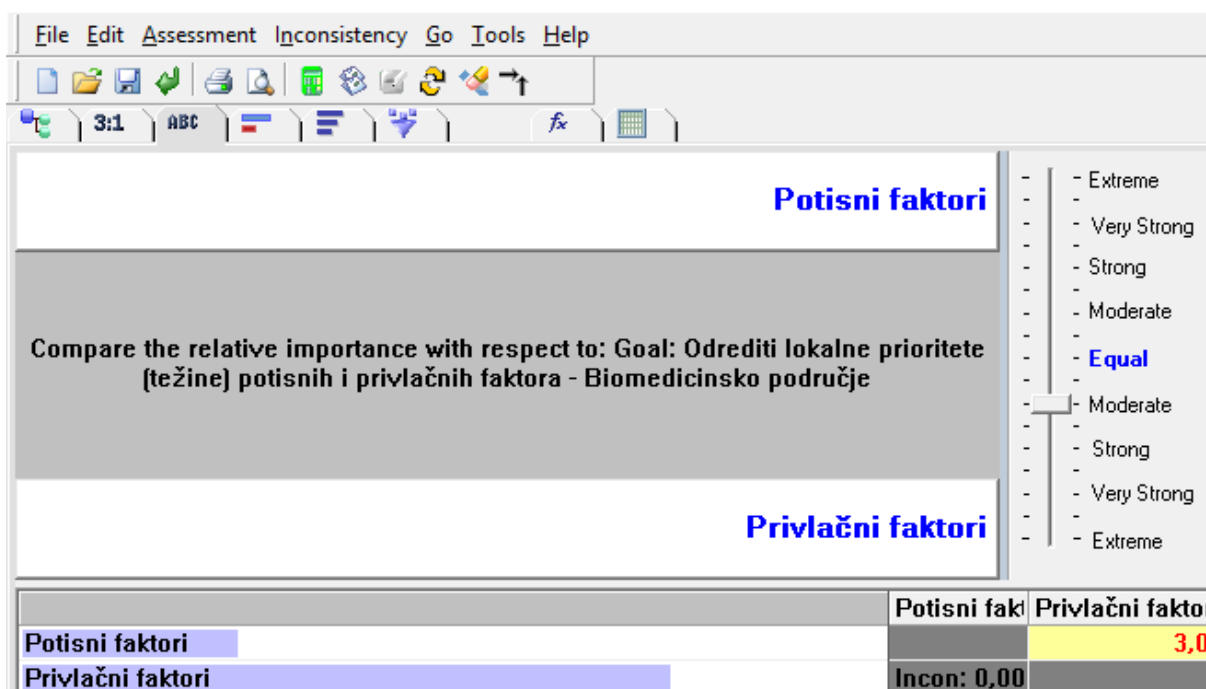 File Edit Assessment Inconsistency Go Tools Help
3:1 ABC fx
Potisni faktori
Compare the relative importance with respect to: Goal: Odrediti lokalne prioritete
(težine) potisnih i privlačnih faktora - Biomedicinsko područje
Privlačni faktori
- Extreme
- Very Strong
- Strong
- Moderate
- Equal
- Moderate
- Strong
- Very Strong
- Extreme
Potisni fakt Privlačni fakto
Potisni faktori 3,0
Privlačni faktori Incon: 0,00